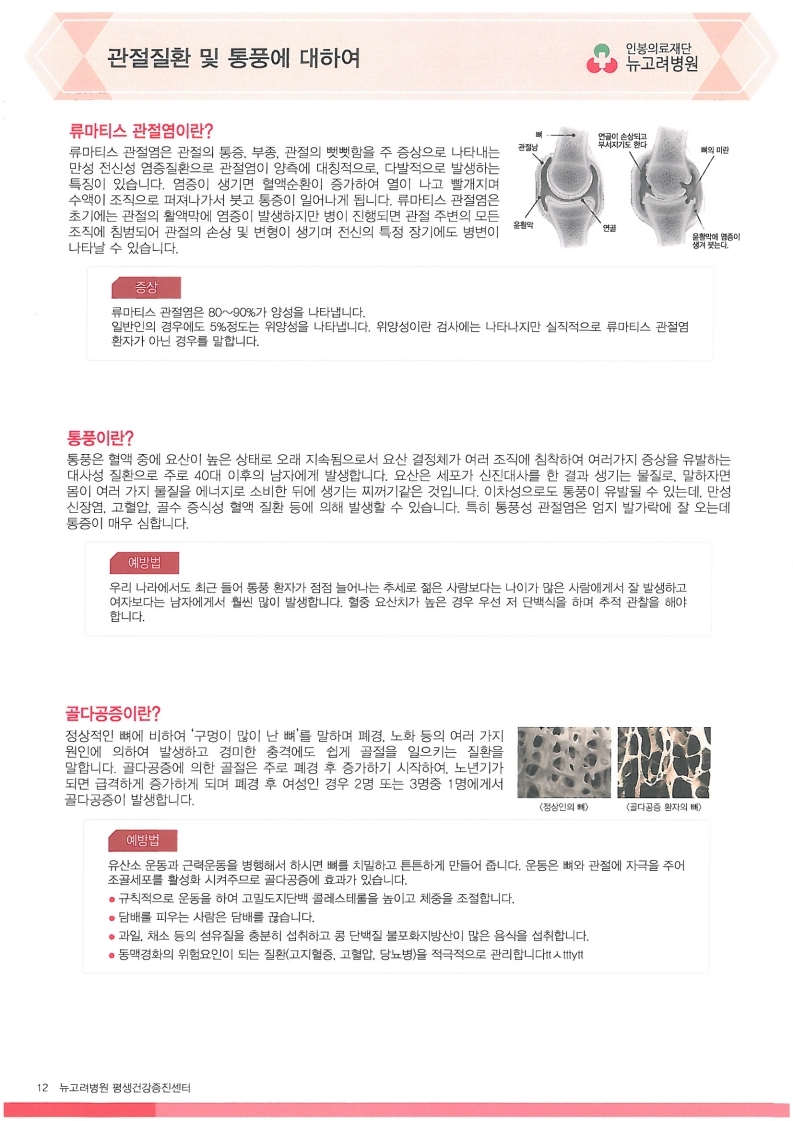 관절질환 및 통풍에 대하여
인봉의료재단
뉴고려병원
류마티스 관절염이란?
류마티스 관절염은 관절의 통증, 부종, 관절의 뻣뻣함을 주 증상으로 나타내는
만성 전신성 염증질환으로 관절염이 양측에 대칭적으로, 다발적으로 발생하는
특징이 있습니다. 염증이 생기면 혈액순환이 증가하여 열이 나고 빨개지며
수액이 조직으로 퍼져나가서 붓고 통증이 일어나게 됩니다. 류마티스 관절염은
초기에는 관절의 활액막에 염증이 발생하지만 병이 진행되면 관절 주변의 모든
조직에 침범되어 관절의 손상 및 변형이 생기며 전신의 특정 장기에도 병변이
나타날 수 있습니다.
뼈
관절낭
윤활막
연골
연골이 손상되고
부서지기도 한다
뼈의 미란
윤활막에 염증이
생겨 붓는다.
증상
류마티스 관절염은 80~90%가 양성을 나타냅니다.
일반인의 경우에도 5%정도는 위양성을 나타냅니다. 위양성이란 검사에는 나타나지만 실직적으로 류마티스 관절염
환자가 아닌 경우를 말합니다.
통풍이란?
통풍은 혈액 중에 요산이 높은 상태로 오래 지속됨으로서 요산 결정체가 여러 조직에 침착하여 여러가지 증상을 유발하는
대사성 질환으로 주로 40대 이후의 남자에게 발생합니다. 요산은 세포가 신진대사를 한 결과 생기는 물질로, 말하자면
몸이 여러 가지 물질을 에너지로 소비한 뒤에 생기는 찌꺼기같은 것입니다. 이차성으로도 통풍이 유발될 수 있는데, 만성
신장염, 고혈압, 골수 증식성 혈액 질환 등에 의해 발생할 수 있습니다. 특히 통풍성 관절염은 엄지 발가락에 잘 오는데
통증이 매우 심합니다.
예방법
우리 나라에서도 최근 들어 통풍 환자가 점점 늘어나는 추세로 젊은 사람보다는 나이가 많은 사람에게서 잘 발생하고
여자보다는 남자에게서 훨씬 많이 발생합니다. 혈중 요산치가 높은 경우 우선 저 단백식을 하며 추적 관찰을 해야
합니다.
골다공증이란?
정상적인 뼈에 비하여 '구멍이 많이 난 뼈'를 말하며 폐경, 노화 등의 여러 가지
원인에 의하여 발생하고 경미한 충격에도 쉽게 골절을 일으키는 질환을
말합니다. 골다공증에 의한 골절은 주로 폐경 후 증가하기 시작하여, 노년기가
되면 급격하게 증가하게 되며 폐경 후 여성인 경우 2명 또는 3명중 1명에게서
골다공증이 발생합니다.
<정상인의 뼈>
<골다공증 환자의 뼈>
예방법
유산소 운동과 근력운동을 병행해서 하시면 뼈를 치밀하고 튼튼하게 만들어 줍니다. 운동은 뼈와 관절에 자극을 주어
조골세포를 활성화 시켜주므로 골다공증에 효과가 있습니다.
● 규칙적으로 운동을 하여 고밀도지단백 콜레스테롤을 높이고 체중을 조절합니다.
● 담배를 피우는 사람은 담배를 끊습니다.
● 과일, 채소 등의 섬유질을 충분히 섭취하고 콩 단백질 불포화지방산이 많은 음식을 섭취합니다.
● 동맥경화의 위험요인이 되는 질환(고지혈증, 고혈압, 당뇨병)을 적극적으로 관리합니다ttㅅtttytt
12 뉴고려병원 평생건강증진센터